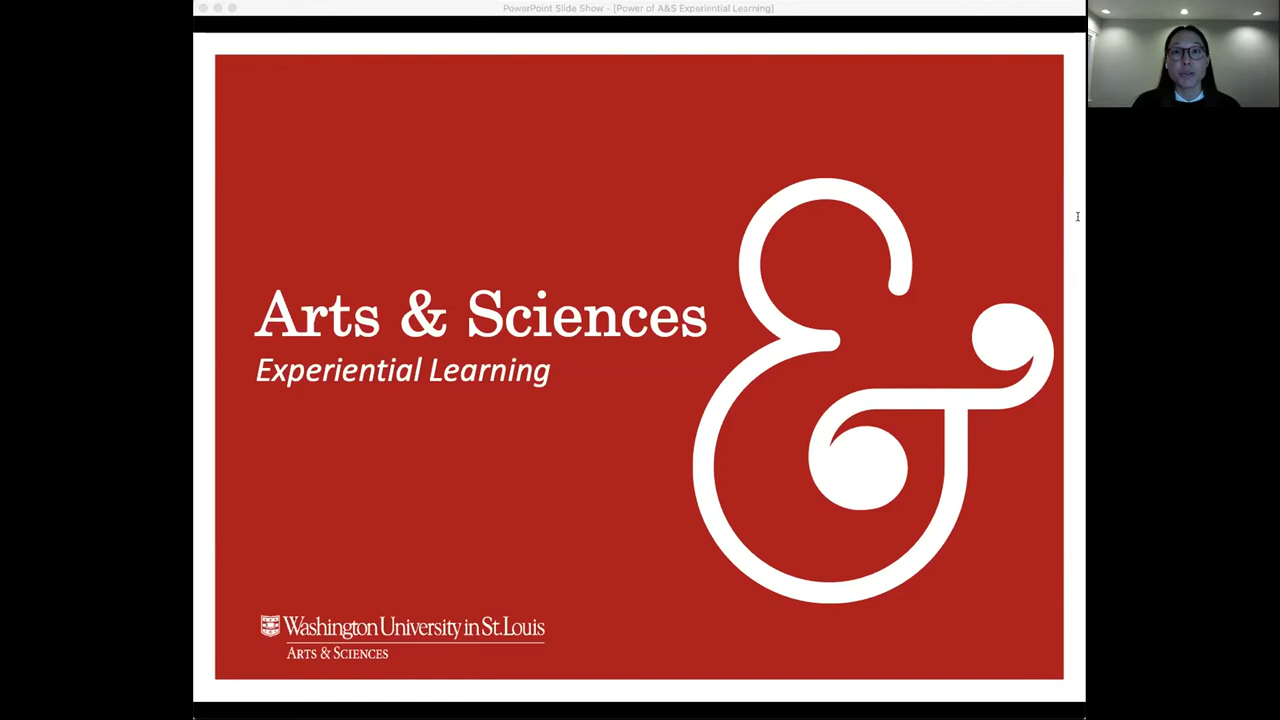 PowerPoint Slide Show - [Power of A&S Experiential Learning]
Arts & Sciences
Experiential Learning
&
Washington University in St. Louis
ARTS & SCIENCES